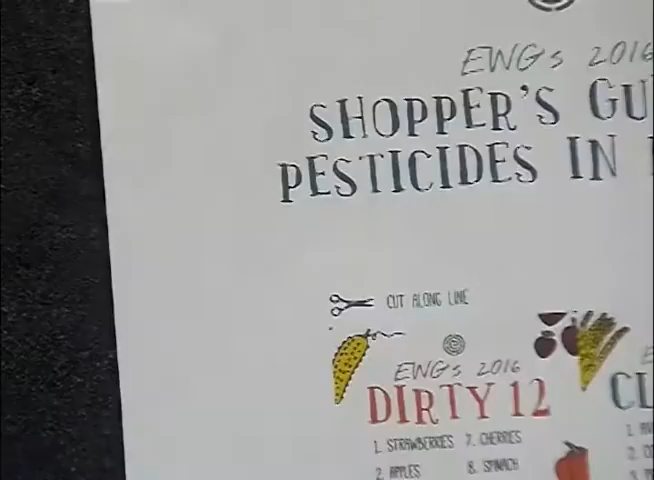 EWG's 2016
SHOPPER'S GU
PESTICIDES IN
CUT ALONG LINE
EWG's 2016
DIRTY 12
CL
1. STRAWBERRIES 7. CHERRIES
2. APPLES 8. SPINACH